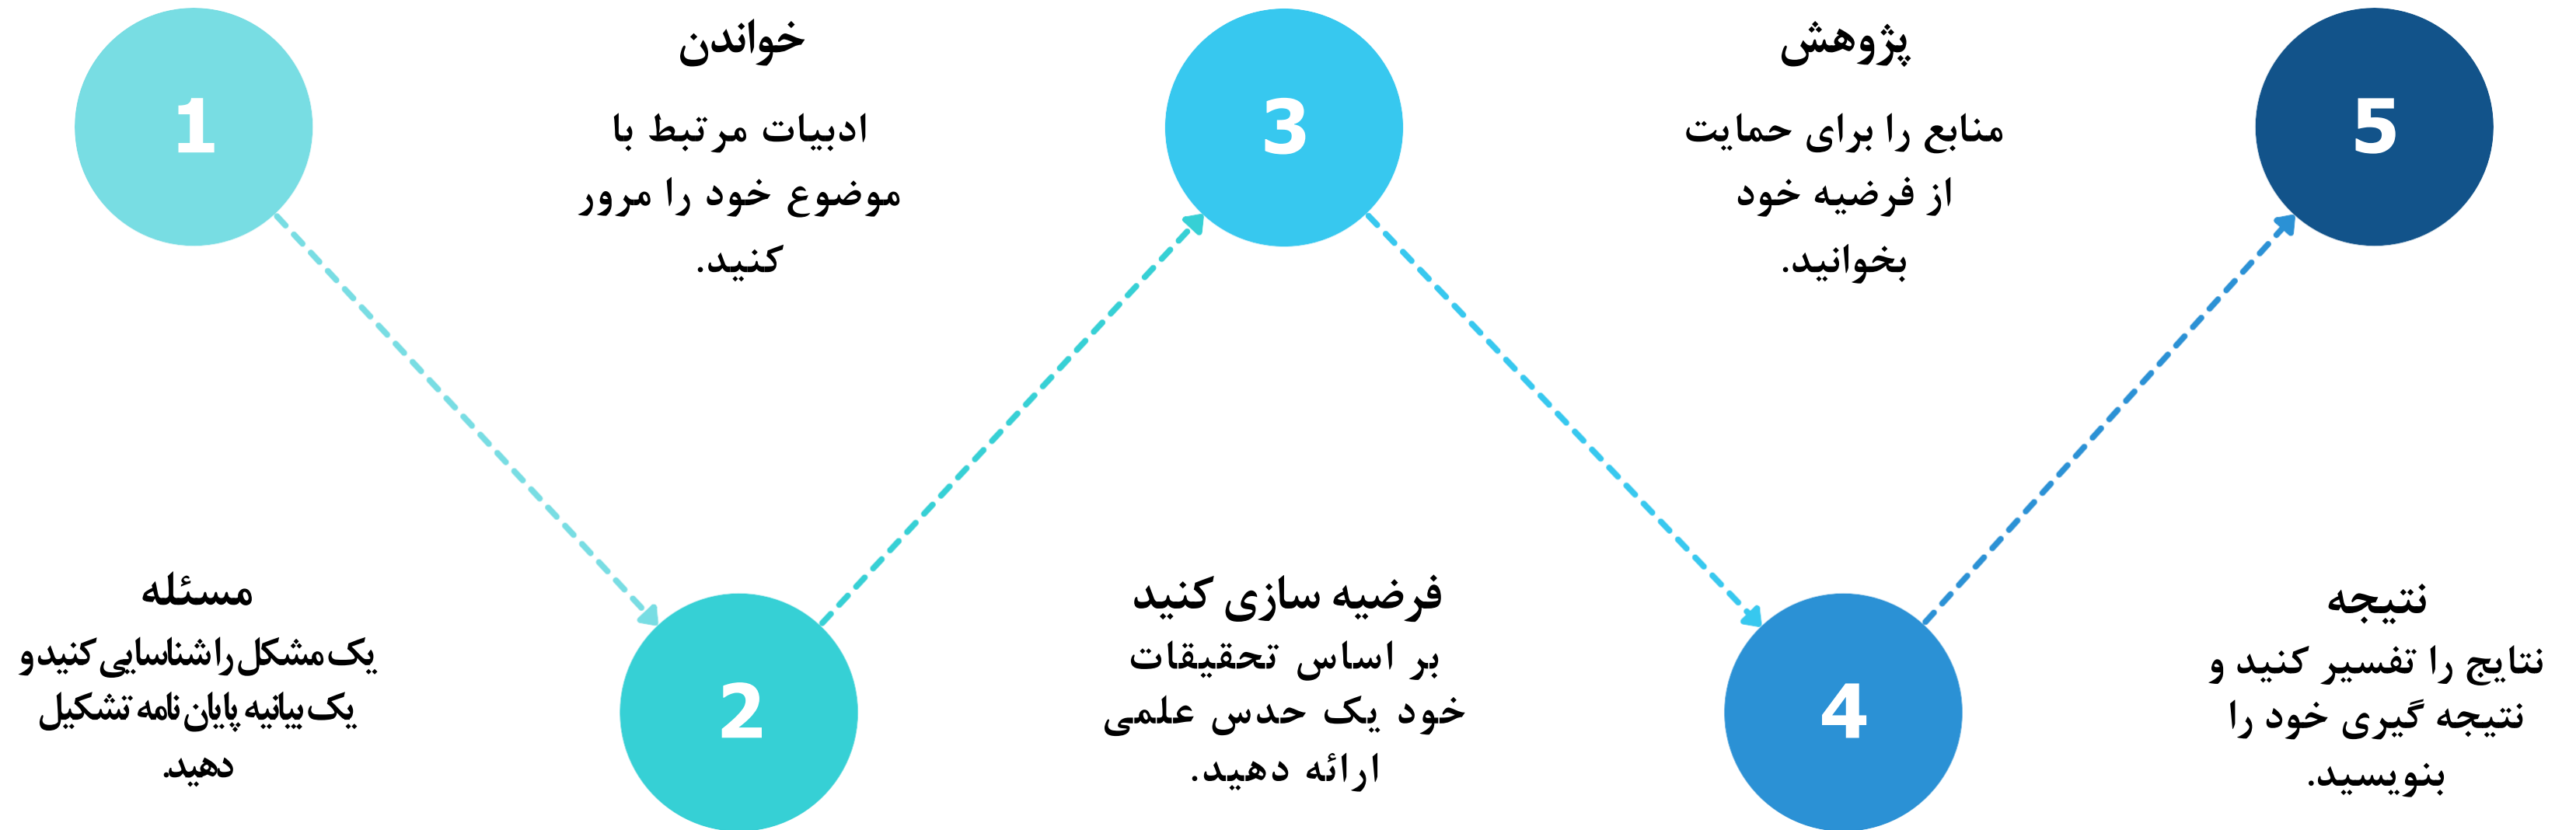 1
مسئله
یک مشکل را شناسایی کنید و
یک بیانیه پایان نامه تشکیل
دهید.
2
خواندن
ادبیات مرتبط با
موضوع خود را مرور
کنید.
3
فرضیه سازی کنید
بر اساس تحقیقات
خود یک حدس علمی
ارائه دهید.
4
پژوهش
منابع را برای حمایت
از فرضیه خود
بخوانید.
5
نتیجه
نتایج را تفسیر کنید و
نتیجه گیری خود را
بنویسید.